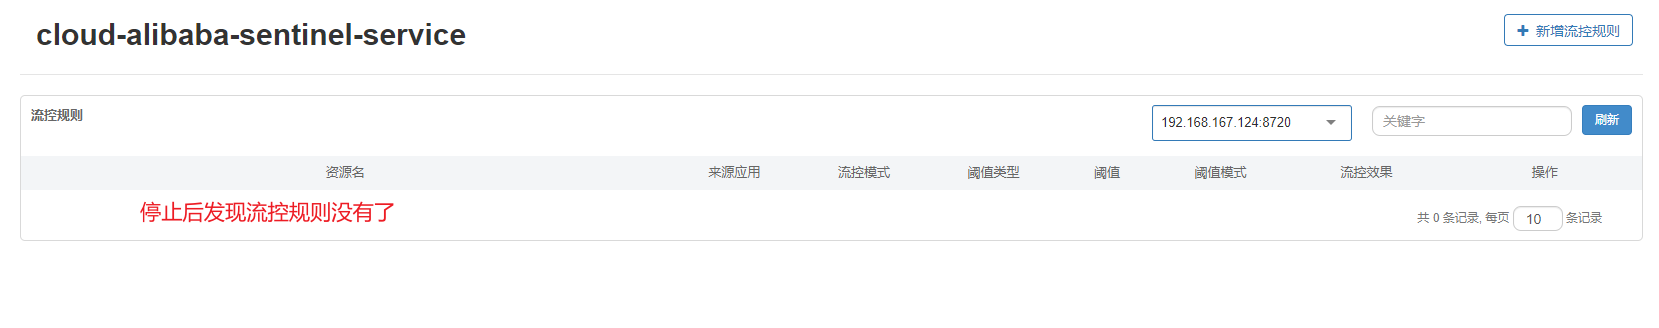 cloud-alibaba-sentinel-service
+ 新增流控规则
流控规则
192.168.167.124:8720
关键字
刷新
资源名 来源应用 流控模式 阈值类型 阈值 阈值模式 流控效果 操作
停止后发现流控规则没有了
共 0 条记录, 每页 10 条记录